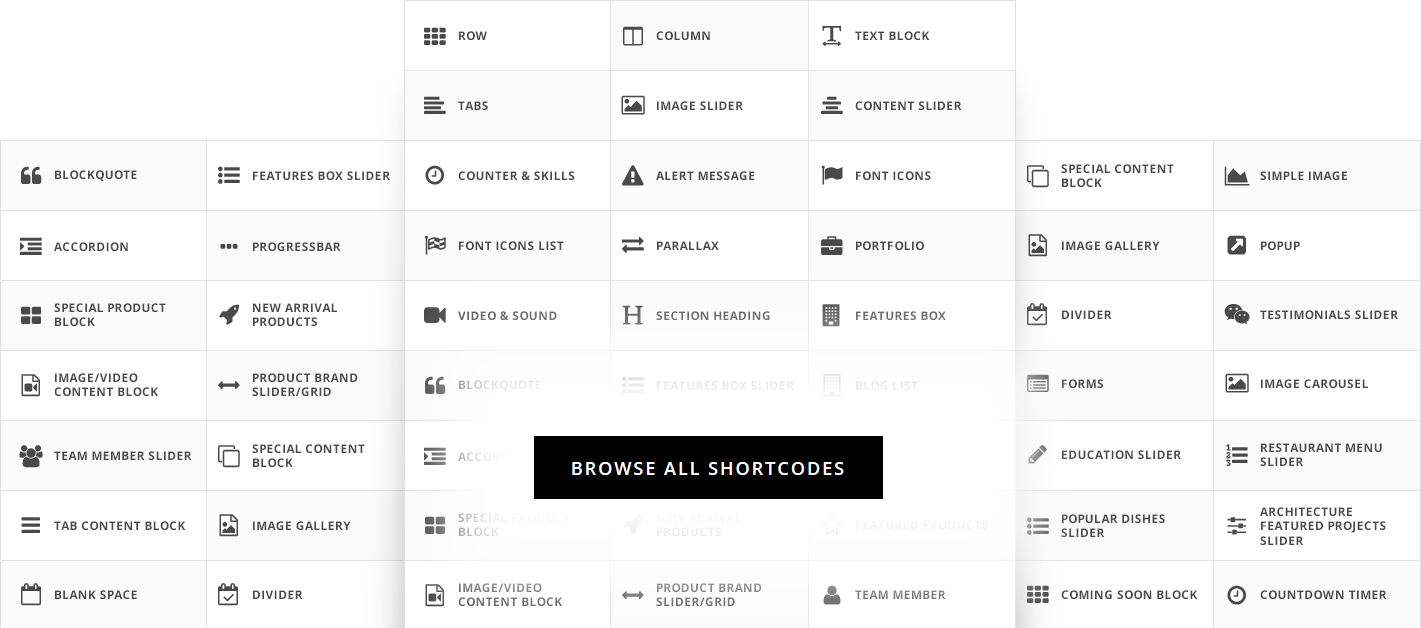 ROW
COLUMN
TEXT BLOCK
TABS
IMAGE SLIDER
CONTENT SLIDER
BLOCKQUOTE
FEATURES BOX SLIDER
COUNTER & SKILLS
ALERT MESSAGE
FONT ICONS
SPECIAL CONTENT
BLOCK
SIMPLE IMAGE
ACCORDION
PROGRESSBAR
FONT ICONS LIST
PARALLAX
PORTFOLIO
IMAGE GALLERY
POPUP
SPECIAL PRODUCT
BLOCK
NEW ARRIVAL
PRODUCTS
VIDEO & SOUND
SECTION HEADING
FEATURES BOX
DIVIDER
TESTIMONIALS SLIDER
IMAGE/VIDEO
CONTENT BLOCK
PRODUCT BRAND
SLIDER/GRID
BLOCKQUOTE
FEATURES BOX SLIDER
BLOG LIST
FORMS
IMAGE CAROUSEL
TEAM MEMBER SLIDER
SPECIAL CONTENT
BLOCK
BROWSE ALL SHORTCODES
EDUCATION SLIDER
RESTAURANT MENU
SLIDER
TAB CONTENT BLOCK
IMAGE GALLERY
SPECIAL PRODUCT
BLOCK
NEW ARRIVAL
PRODUCTS
FEATURED PRODUCTS
POPULAR DISHES
SLIDER
ARCHITECTURE
FEATURED PROJECTS
SLIDER
BLANK SPACE
DIVIDER
IMAGE/VIDEO
CONTENT BLOCK
PRODUCT BRAND
SLIDER/GRID
TEAM MEMBER
COMING SOON BLOCK
COUNTDOWN TIMER